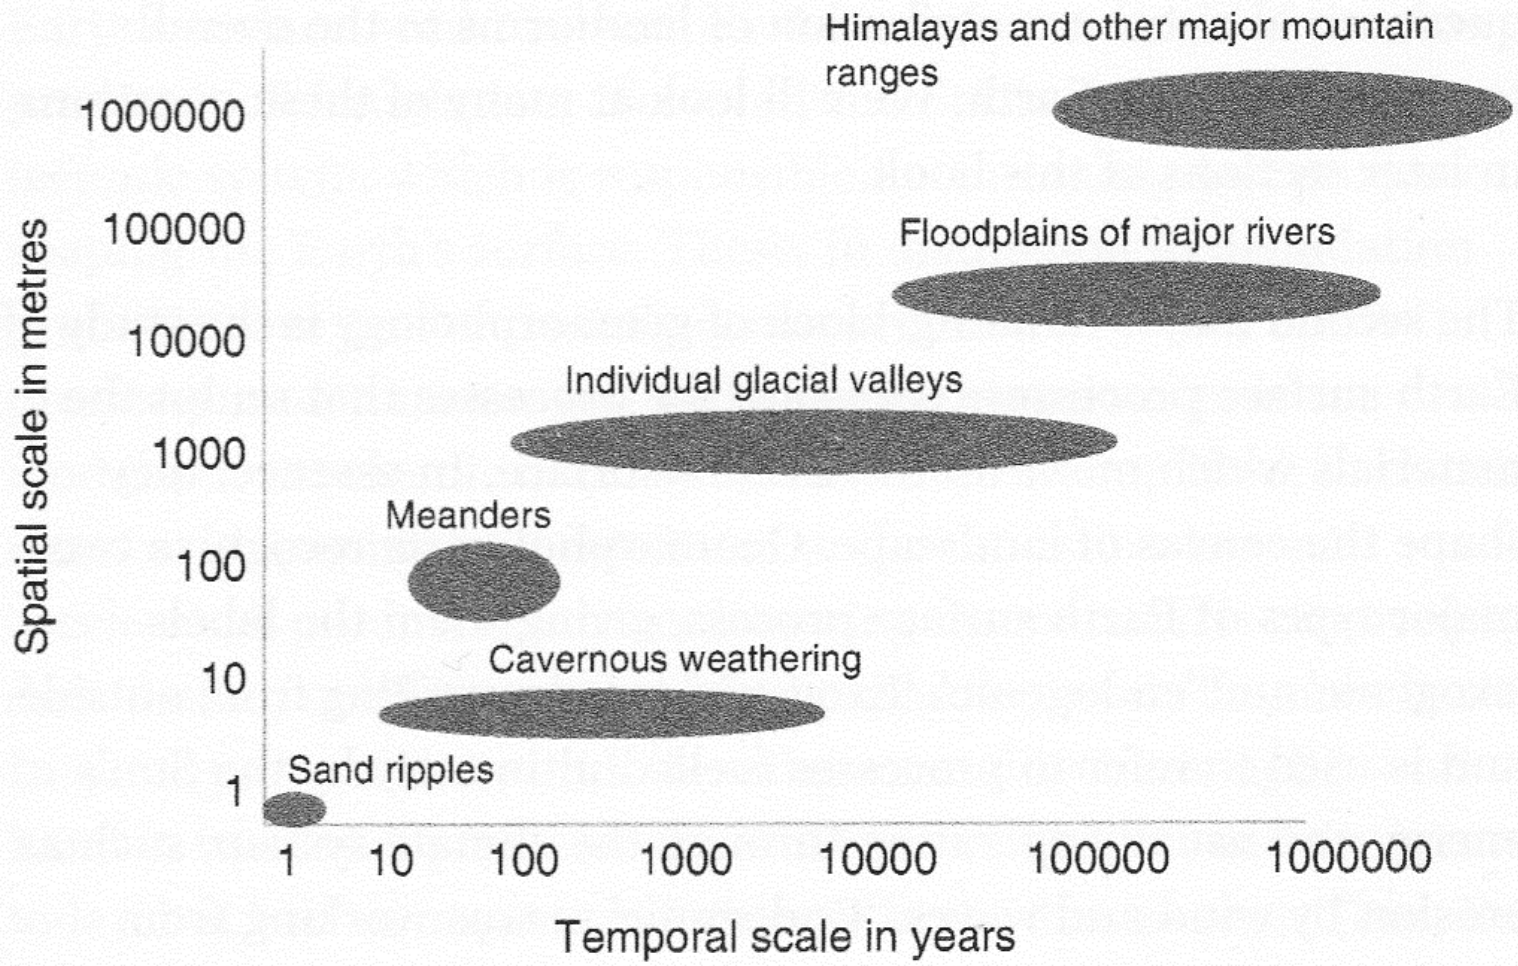 Himalayas and other major mountain
ranges
1000000
100000
Floodplains of major rivers
10000
Individual glacial valleys
1000
Meanders
100
Cavernous weathering
10
Sand ripples
1
1 10 100 1000 10000 100000 1000000
Temporal scale in years
Spatial scale in metres